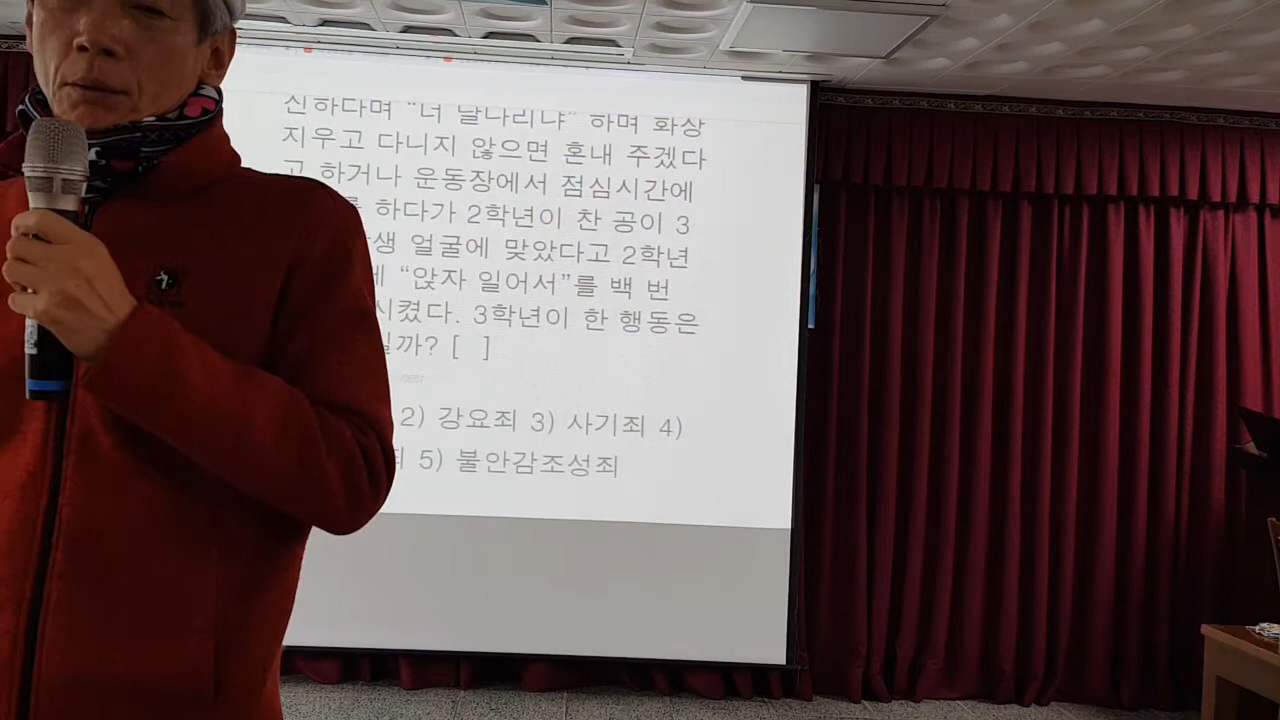 신하다며 “너 날나리냐” 하며 화장
지우고 다니지 않으면 혼내 주겠다
고 하거나 운동장에서 점심시간에
를 하다가 2학년이 찬 공이 3
생 얼굴에 맞았다고 2학년
에 “앉자 일어서”를 백 번
시켰다. 3학년이 한 행동은
일까? [ ]
2) 강요죄 3) 사기죄 4)
죄 5) 불안감조성죄